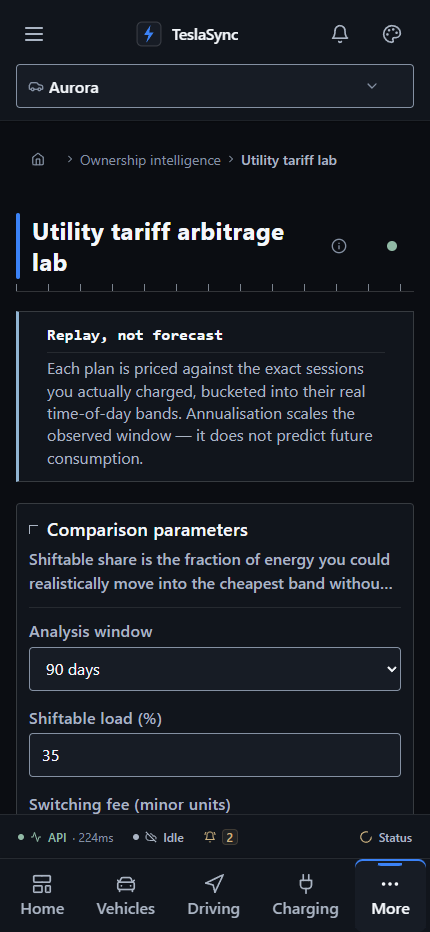 TeslaSync
Aurora
Ownership intelligence
Utility tariff lab
Utility tariff arbitrage
lab
Replay, not forecast
Each plan is priced against the exact sessions
you actually charged, bucketed into their real
time-of-day bands. Annualisation scales the
observed window — it does not predict future
consumption.
Comparison parameters
Shiftable share is the fraction of energy you could
realistically move into the cheapest band withou...
Analysis window
90 days
Shiftable load (%)
35
Switching fee (minor units)
API · 224ms
Idle
2
Status
Home
Vehicles
Driving
Charging
More